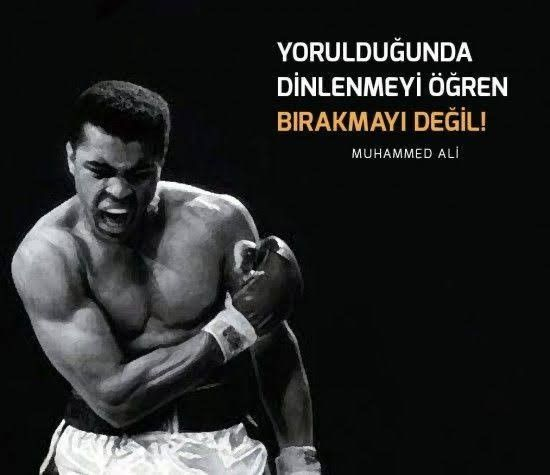 YORULDUĞUNDA
DİNLENMEYİ ÖĞREN
BIRAKMAYI DEĞİL!
MUHAMMED ALİ